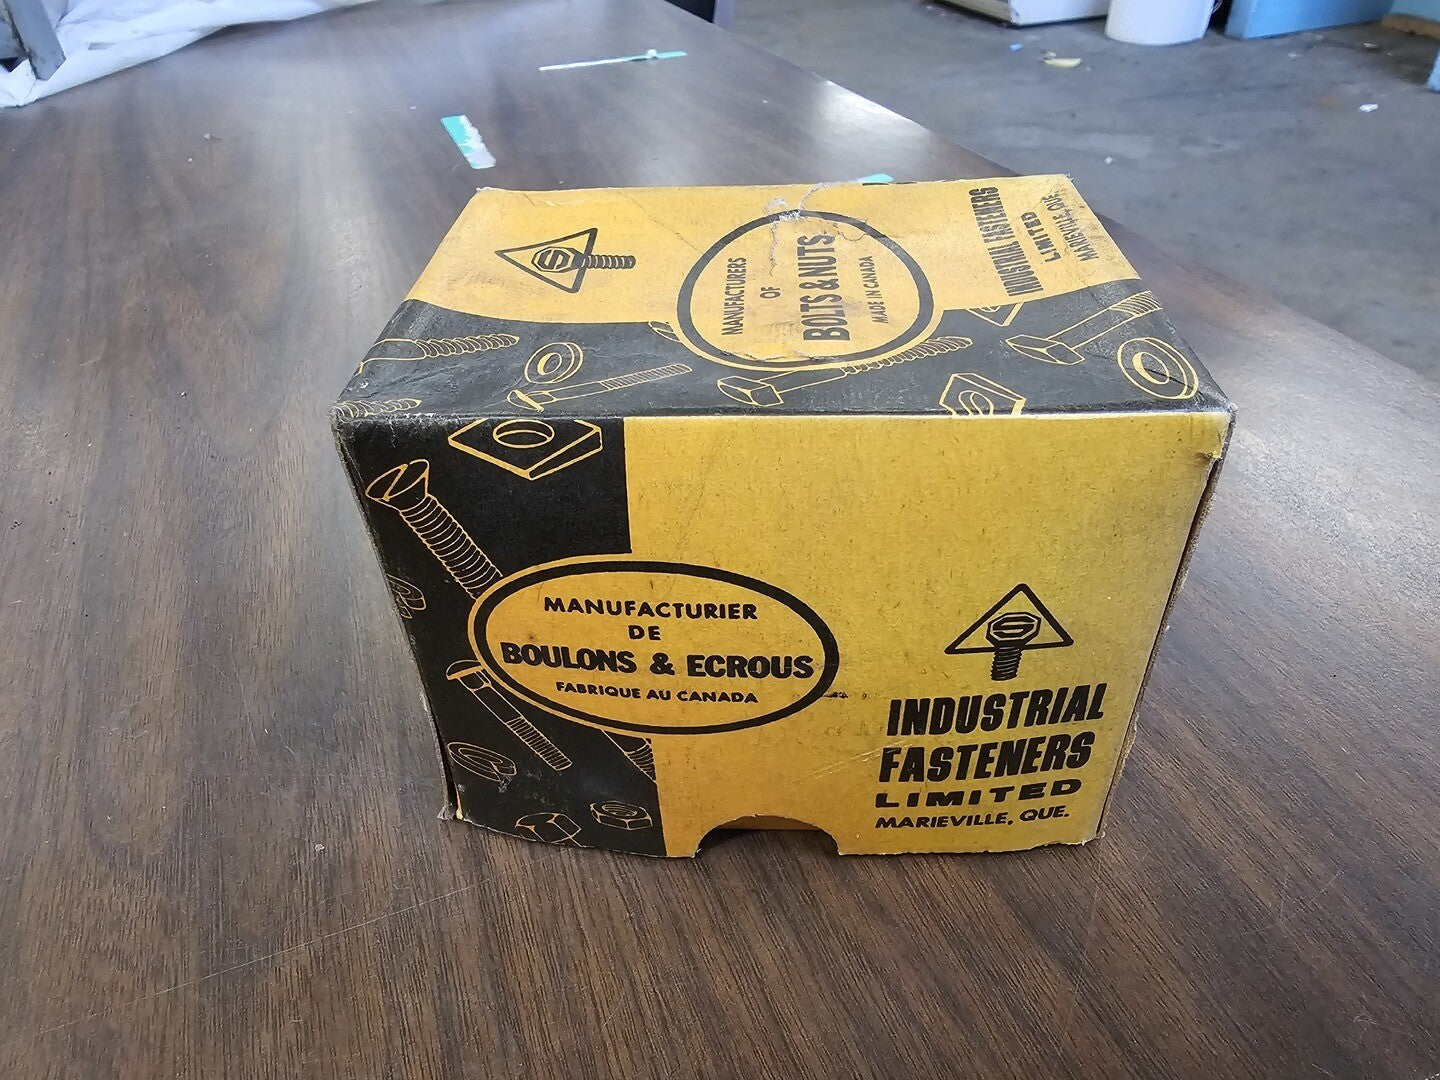 MANUFACTURERS
OF
BOLTS & NUTS
MADE IN CANADA
INDUSTRIAL FASTENERS
LIMITED
MARIEVILLE, QUE.
MANUFACTURIER
DE
BOULONS & ECROUS
FABRIQUE AU CANADA
INDUSTRIAL
FASTENERS
LIMITED
MARIEVILLE, QUE.